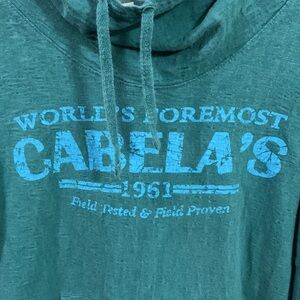 WORLD'S FOREMOST
CABELA'S
1961
Field Tested & Field Proven